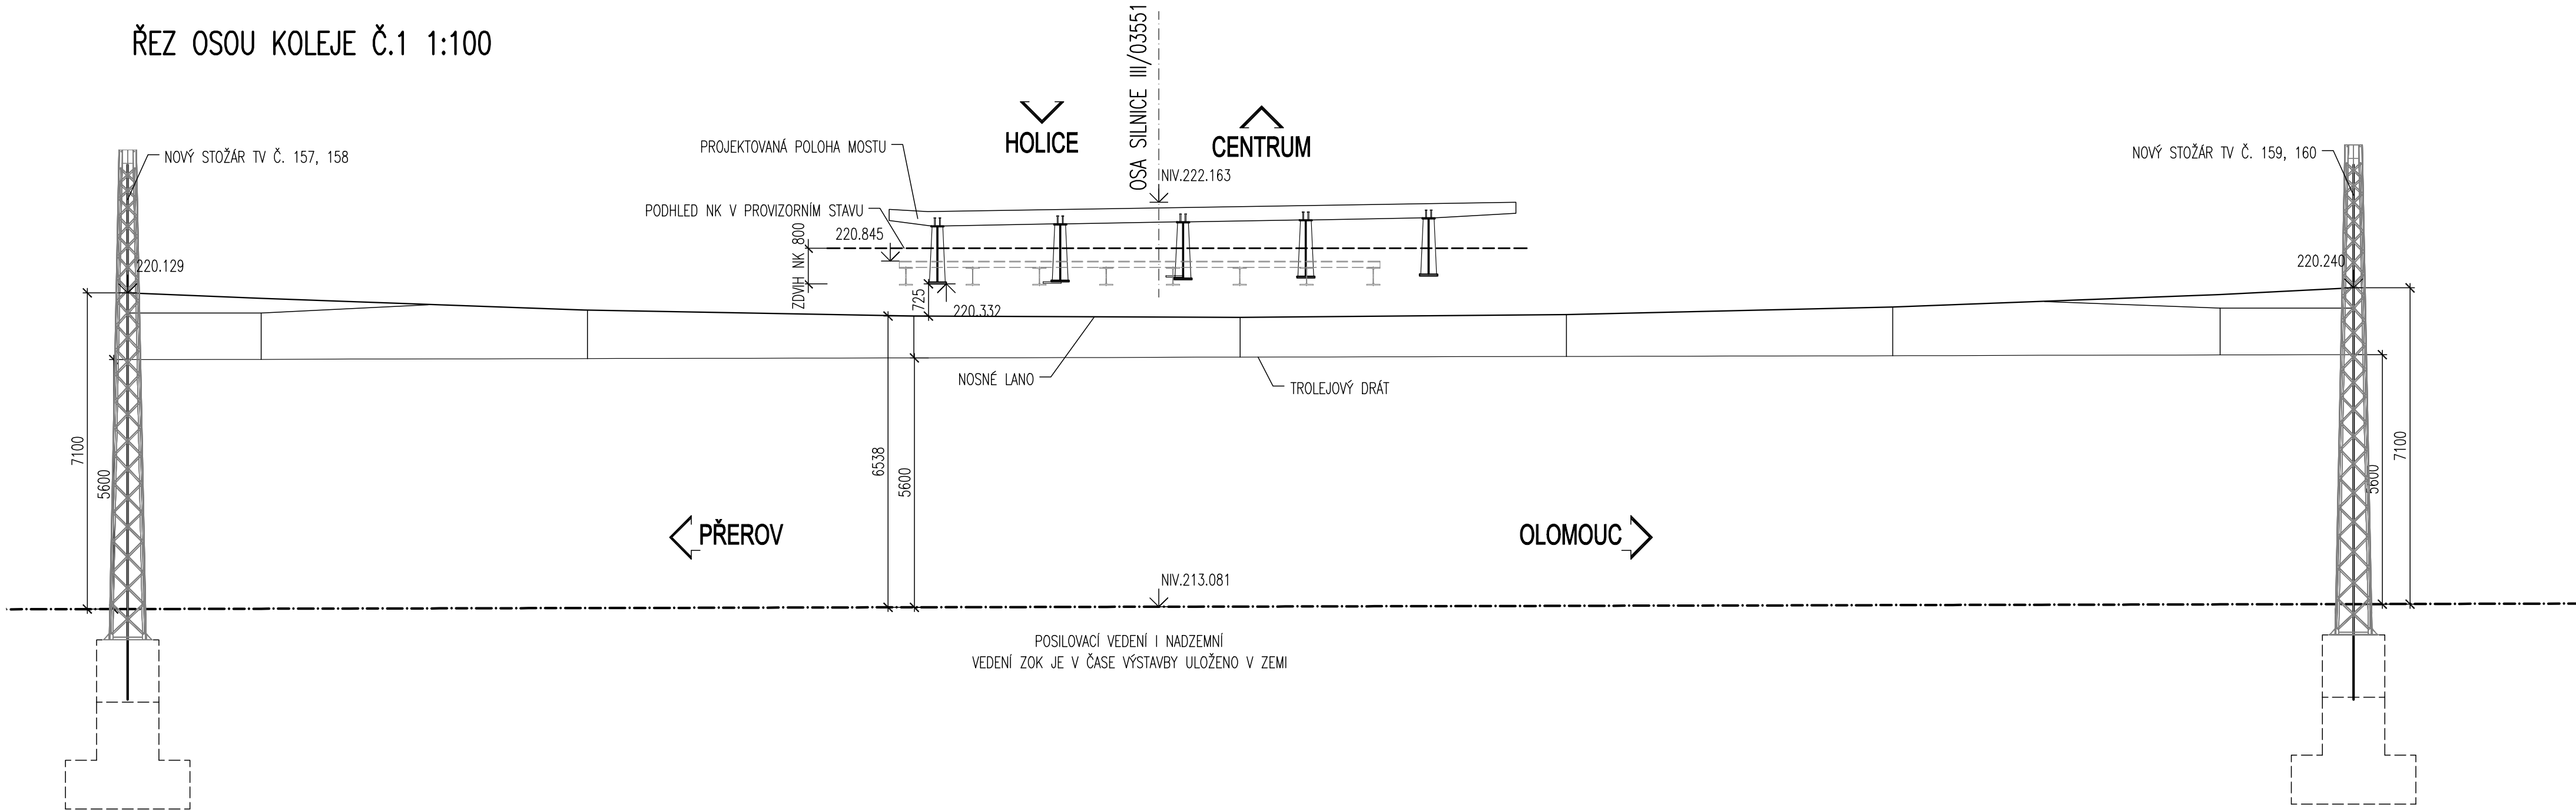 ŘEZ OSOU KOLEJE Č.1 1:100
OSA SILNICE III/03551
HOLICE
CENTRUM
PROJEKTOVANÁ POLOHA MOSTU
NOVÝ STOŽÁR TV Č. 157, 158
NOVÝ STOŽÁR TV Č. 159, 160
NIV.222.163
PODHLED NK V PROVIZORNÍM STAVU
220.845
ZDVIH NK 800
220.129
220.240
725
220.332
NOSNÉ LANO
TROLEJOVÝ DRÁT
7100
5600
6538
5600
5600
7100
PŘEROV
OLOMOUC
NIV.213.081
POSILOVACÍ VEDENÍ I NADZEMNÍ
VEDENÍ ZOK JE V ČASE VÝSTAVBY ULOŽENO V ZEMI